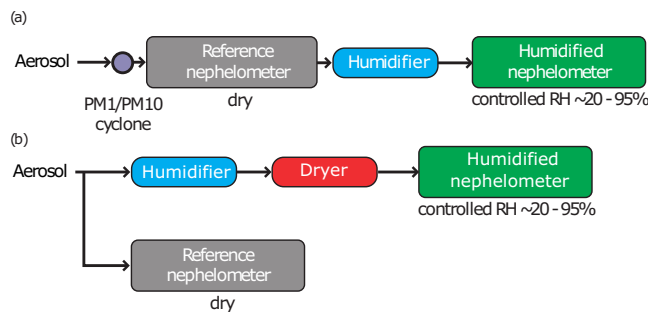 (a)
Aerosol
Reference
nephelometer
dry
Humidifier
Humidified
nephelometer
controlled RH ~20 - 95%
PM1/PM10
cyclone
(b)
Aerosol
Humidifier
Dryer
Humidified
nephelometer
controlled RH ~20 - 95%
Reference
nephelometer
dry